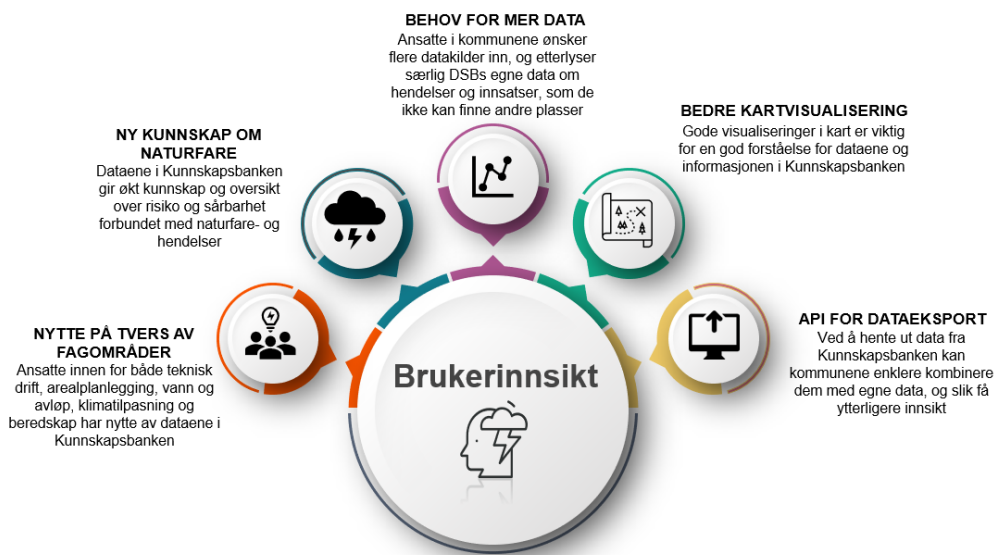 BEHOV FOR MER DATA
Ansatte i kommunene ønsker
flere datakilder inn, og etterlyser
særlig DSBs egne data om
hendelser og innsatser, som de
ikke kan finne andre plasser
BEDRE KARTVISUALISERING
Gode visualiseringer i kart er viktig
for en god forståelse for dataene og
informasjonen i Kunnskapsbanken
NY KUNNSKAP OM
NATURFARE
Dataene i Kunnskapsbanken
gir økt kunnskap og oversikt
over risiko og sårbarhet
forbundet med naturfare- og
hendelser
NYTTE PÅ TVERS AV
FAGOMRÅDER
Ansatte innen for både teknisk
drift, arealplanlegging, vann og
avløp, klimatilpasning og
beredskap har nytte av dataene i
Kunnskapsbanken
API FOR DATAEKSPORT
Ved å hente ut data fra
Kunnskapsbanken kan
kommunene enklere kombinere
dem med egne data, og slik få
ytterligere innsikt
Brukerinnsikt